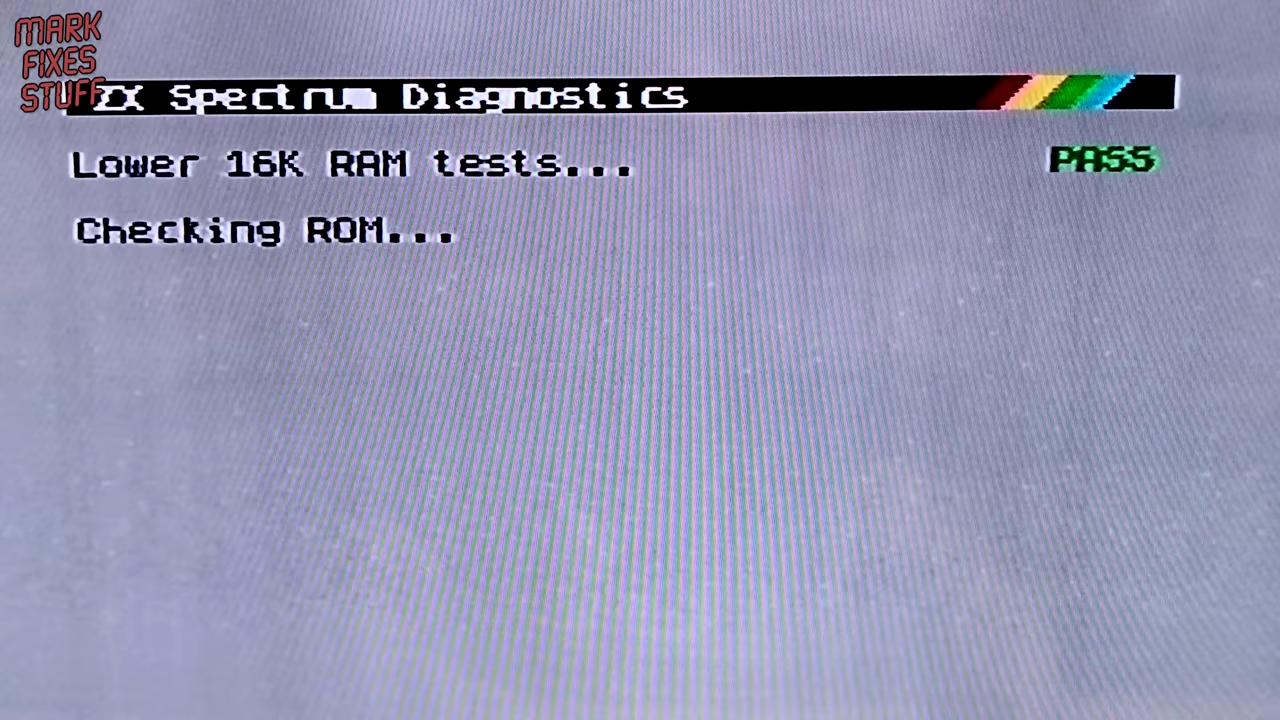 MARK
FIXES
STUFF
ZX Spectrum Diagnostics
Lower 16K RAM tests... PASS
Checking ROM...